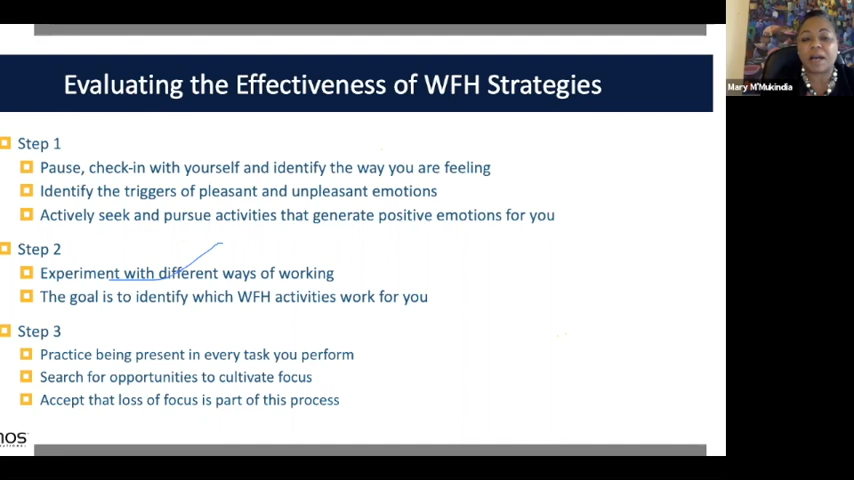 Evaluating the Effectiveness of WFH Strategies
Mary M'Mukindia
Step 1
Pause, check-in with yourself and identify the way you are feeling
Identify the triggers of pleasant and unpleasant emotions
Actively seek and pursue activities that generate positive emotions for you
Step 2
Experiment with different ways of working
The goal is to identify which WFH activities work for you
Step 3
Practice being present in every task you perform
Search for opportunities to cultivate focus
Accept that loss of focus is part of this process